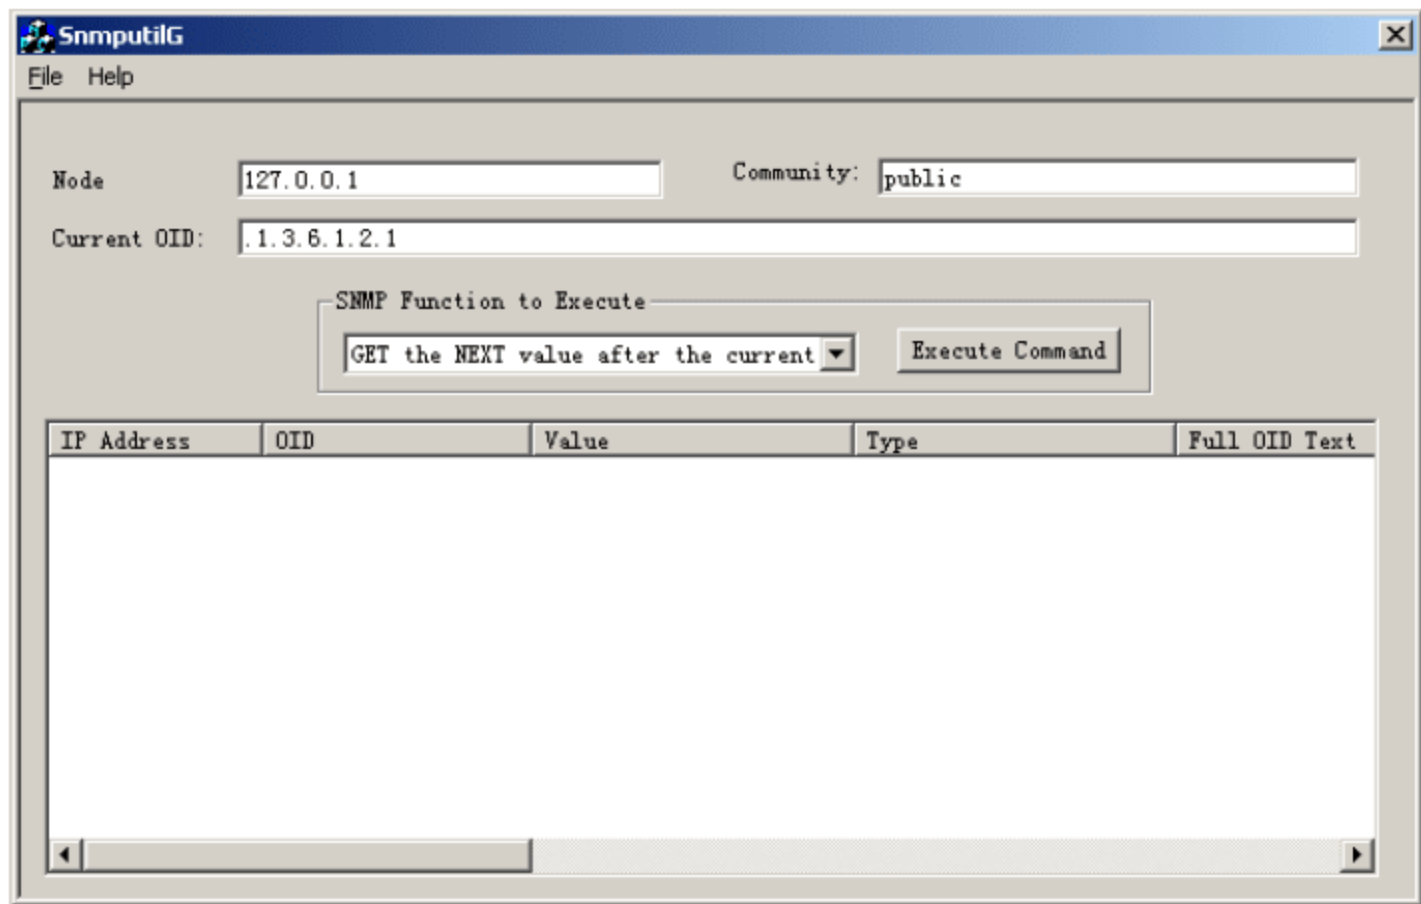 SnmputilG
File Help
Node 127.0.0.1 Community: public
Current OID: .1.3.6.1.2.1
SNMP Function to Execute
GET the NEXT value after the current Execute Command
IP Address OID Value Type Full OID Text